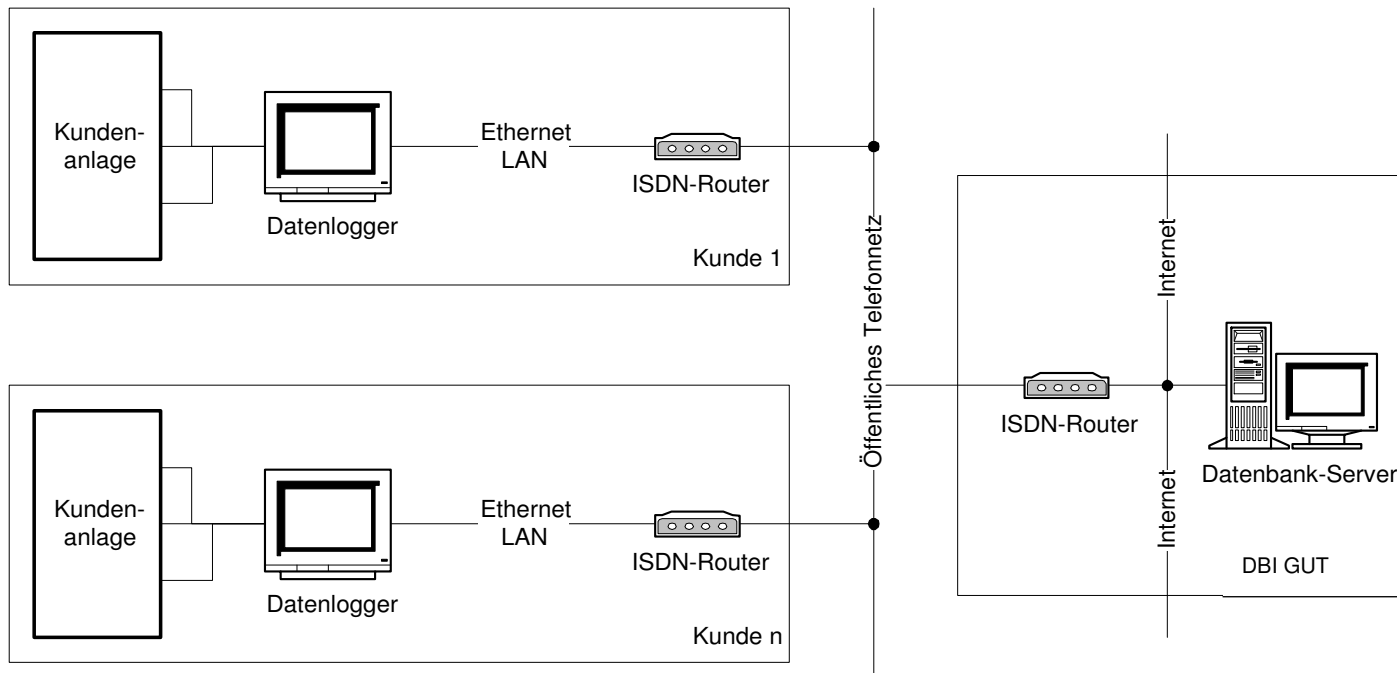 Kunden-
anlage
Datenlogger
Ethernet
LAN
ISDN-Router
Kunde 1
Kunden-
anlage
Datenlogger
Ethernet
LAN
ISDN-Router
Kunde n
Öffentliches Telefonnetz
Internet
ISDN-Router
Datenbank-Server
Internet
DBI GUT